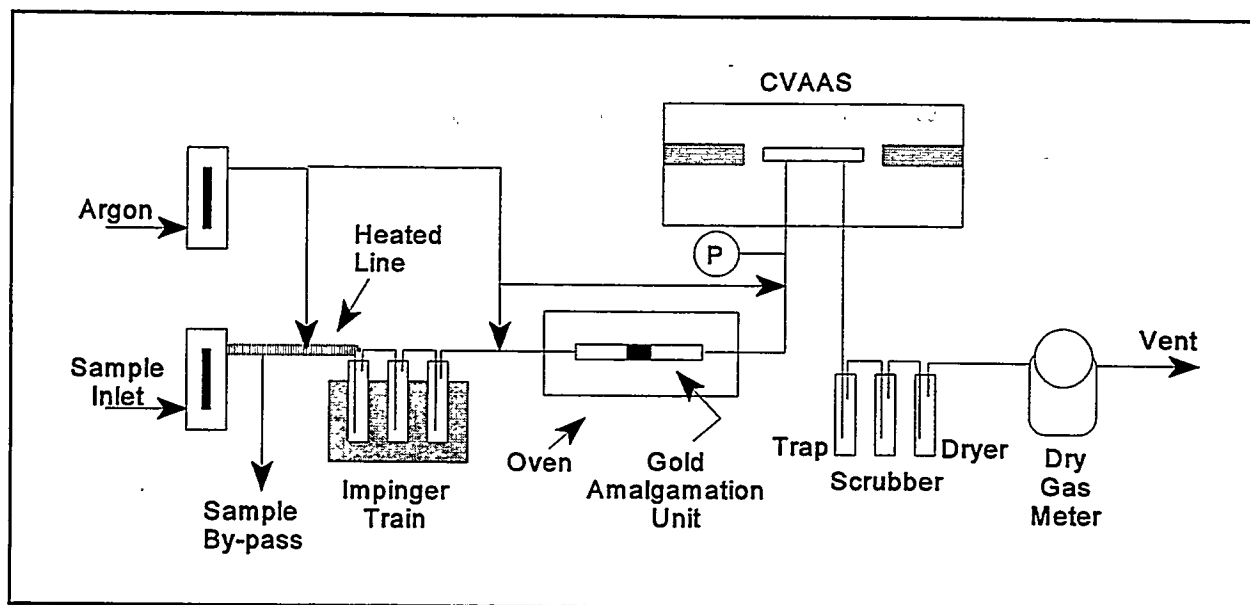 CVAAS
Argon
Heated
Line
P
Sample
Inlet
Vent
Oven
Gold
Amalgamation
Unit
Impinger
Train
Sample
By-pass
Trap
Scrubber
Dryer
Dry
Gas
Meter